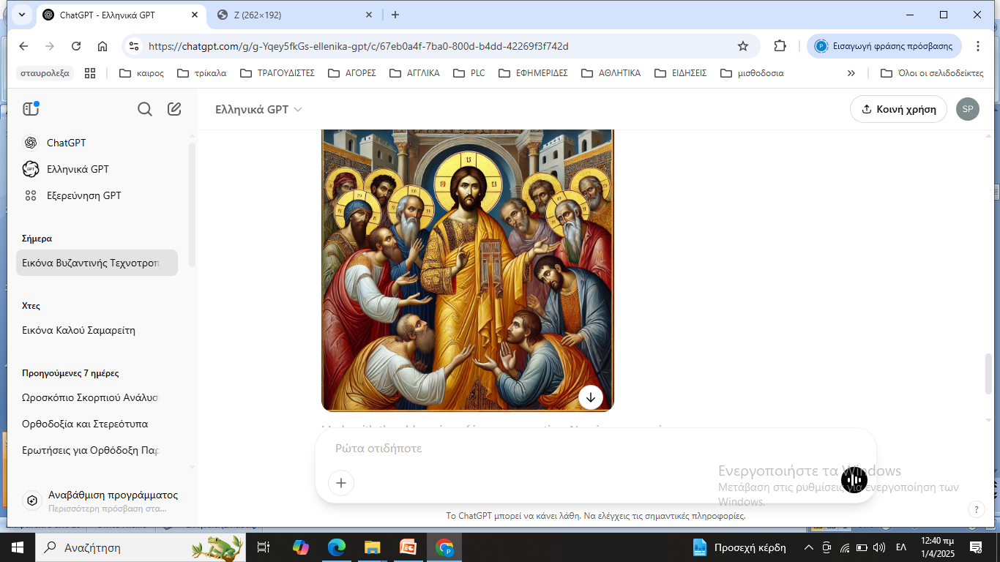 ChatGPT - Ελληνικά GPT
Z (262×192)
https://chatgpt.com/g/g-Yqey5fkGs-ellenika-gpt/c/67eb0a4f-7ba0-800d-b4dd-42269f3f742d
Εισαγωγή φράσης πρόσβασης
σταυρολεξα
καιρος
τρίκαλα
ΤΡΑΓΟΥΔΙΣΤΕΣ
ΑΓΟΡΕΣ
ΑΓΓΛΙΚΑ
PLC
ΕΦΗΜΕΡΙΔΕΣ
ΑΘΛΗΤΙΚΑ
ΕΙΔΗΣΕΙΣ
μισθοδοσια
Όλοι οι σελιδοδείκτες
Ελληνικά GPT
Κοινή χρήση
SP
ChatGPT
Ελληνικά GPT
Εξερεύνηση GPT
Σήμερα
Εικόνα Βυζαντινής Τεχνοτροπ
Χτες
Εικόνα Καλού Σαμαρείτη
Προηγούμενες 7 ημέρες
Ωροσκόπιο Σκορπιού Ανάλυσ
Ορθοδοξία και Στερεότυπα
Ερωτήσεις για Ορθόδοξη Παρ
Αναβάθμιση προγράμματος
Περισσότερη πρόσβαση στα...
Ρώτα οτιδήποτε
Ενεργοποιήστε τα Windows
Μετάβαση στις ρυθμίσεις για ενεργοποίηση των
Windows.
Το ChatGPT μπορεί να κάνει λάθη. Να ελέγχεις τις σημαντικές πληροφορίες.
?
Αναζήτηση
Προσεχή κέρδη
ΕΛ
12:40 πμ
1/4/2025